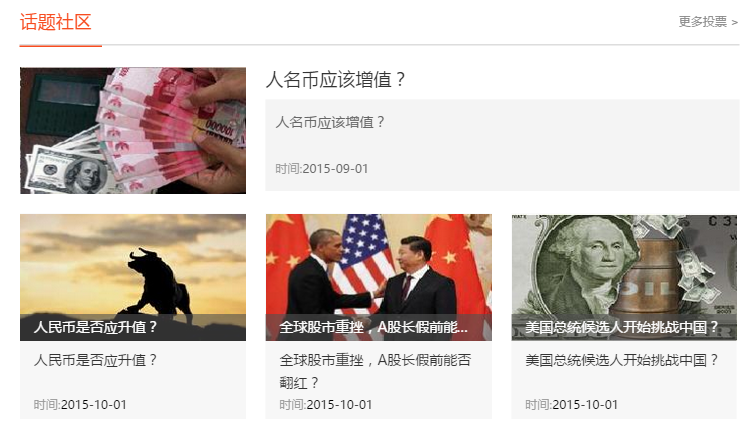 话题社区
更多投票 >
人名币应该增值？
人名币应该增值？
时间:2015-09-01
人民币是否应升值？
全球股市重挫，A股长假前能...
美国总统候选人开始挑战中国？
人民币是否应升值？
全球股市重挫，A股长假前能否
翻红？
美国总统候选人开始挑战中国？
时间:2015-10-01
时间:2015-10-01
时间:2015-10-01